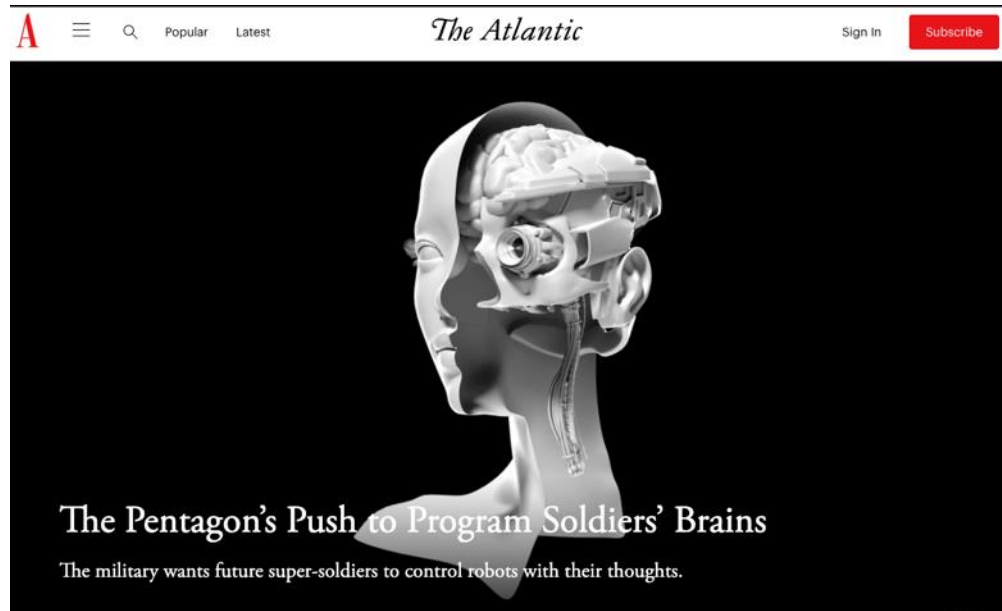 A Popular Latest The Atlantic Sign In Subscribe
The Pentagon’s Push to Program Soldiers’ Brains
The military wants future super-soldiers to control robots with their thoughts.